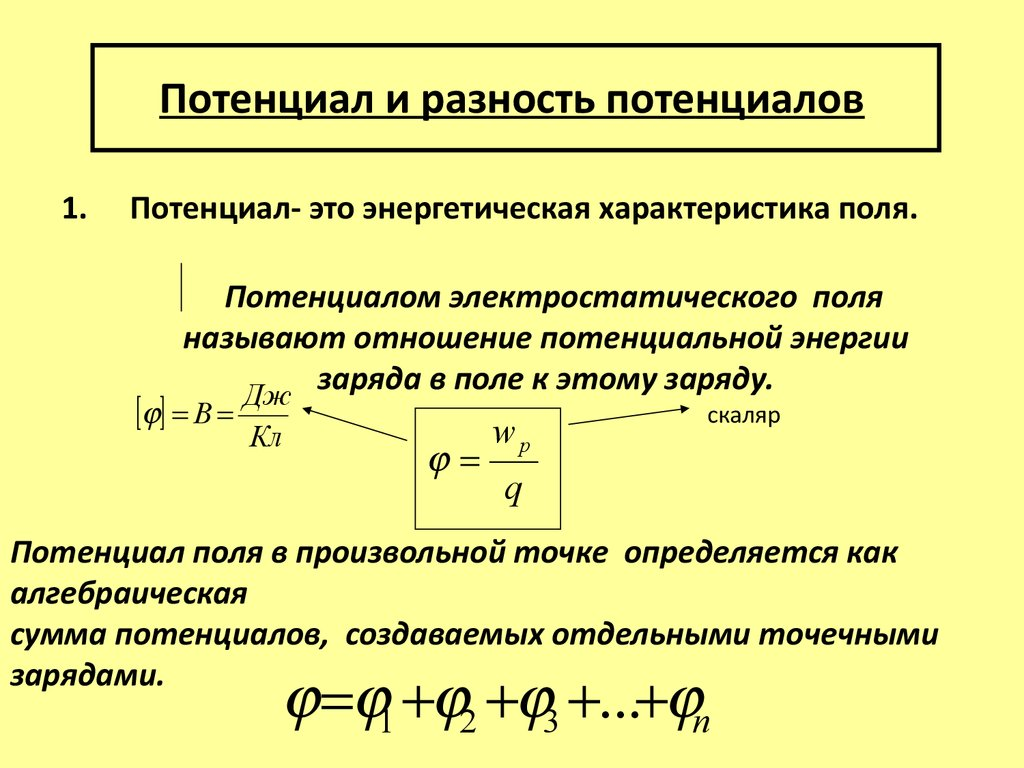 Потенциал и разность потенциалов
1. Потенциал- это энергетическая характеристика поля.
Потенциалом электростатического поля
называют отношение потенциальной энергии
заряда в поле к этому заряду.
[φ] = В = Дж/Кл
скаляр
φ = w_p/q
Потенциал поля в произвольной точке определяется как
алгебраическая
сумма потенциалов, создаваемых отдельными точечными
зарядами.
φ=φ₁+φ₂+φ₃+...+φₙ